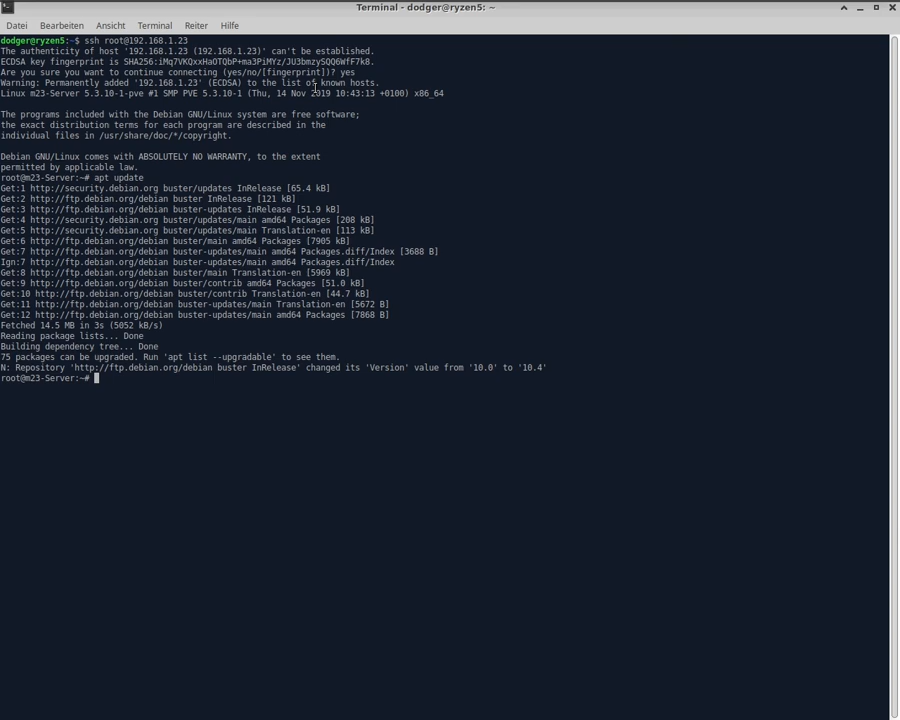 Terminal - dodger@ryzen5: ~
Datei Bearbeiten Ansicht Terminal Reiter Hilfe
dodger@ryzen5:~$ ssh root@192.168.1.23
The authenticity of host '192.168.1.23 (192.168.1.23)' can't be established.
ECDSA key fingerprint is SHA256:iMq7VKQxxHaOTQbP+ma3PiMYz/JU3bmzySQQ6WfF7k8.
Are you sure you want to continue connecting (yes/no/[fingerprint])? yes
Warning: Permanently added '192.168.1.23' (ECDSA) to the list of known hosts.
Linux m23-Server 5.3.10-1-pve #1 SMP PVE 5.3.10-1 (Thu, 14 Nov 2019 10:43:13 +0100) x86_64

The programs included with the Debian GNU/Linux system are free software;
the exact distribution terms for each program are described in the
individual files in /usr/share/doc/*/copyright.

Debian GNU/Linux comes with ABSOLUTELY NO WARRANTY, to the extent
permitted by applicable law.
root@m23-Server:~# apt update
Get:1 http://security.debian.org buster/updates InRelease [65.4 kB]
Get:2 http://ftp.debian.org/debian buster InRelease [121 kB]
Get:3 http://ftp.debian.org/debian buster-updates InRelease [51.9 kB]
Get:4 http://security.debian.org buster/updates/main amd64 Packages [208 kB]
Get:5 http://security.debian.org buster/updates/main Translation-en [113 kB]
Get:6 http://ftp.debian.org/debian buster/main amd64 Packages [7905 kB]
Get:7 http://ftp.debian.org/debian buster-updates/main amd64 Packages.diff/Index [3688 B]
Ign:7 http://ftp.debian.org/debian buster-updates/main amd64 Packages.diff/Index
Get:8 http://ftp.debian.org/debian buster/main Translation-en [5969 kB]
Get:9 http://ftp.debian.org/debian buster/contrib amd64 Packages [51.0 kB]
Get:10 http://ftp.debian.org/debian buster/contrib Translation-en [44.7 kB]
Get:11 http://ftp.debian.org/debian buster-updates/main Translation-en [5672 B]
Get:12 http://ftp.debian.org/debian buster-updates/main amd64 Packages [7868 B]
Fetched 14.5 MB in 3s (5052 kB/s)
Reading package lists... Done
Building dependency tree... Done
75 packages can be upgraded. Run 'apt list --upgradable' to see them.
N: Repository 'http://ftp.debian.org/debian buster InRelease' changed its 'Version' value from '10.0' to '10.4'
root@m23-Server:~#